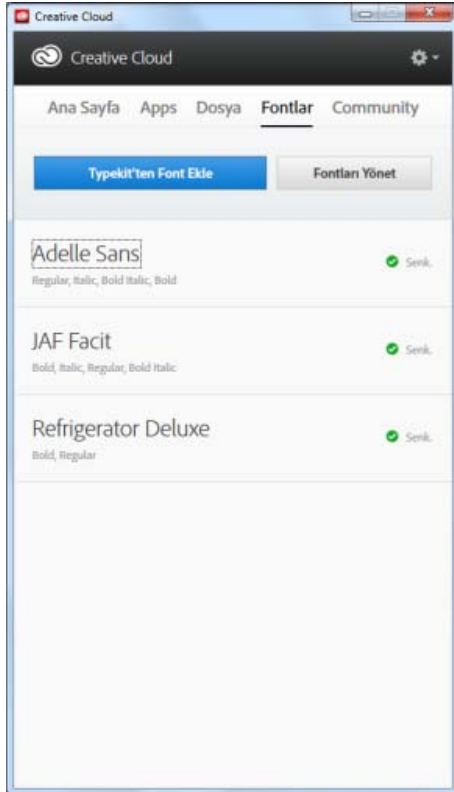 Creative Cloud
Creative Cloud
Ana Sayfa Apps Dosya Fontlar Community
Typekit'ten Font Ekle Fontları Yönet
Adelle Sans
Senk.
Regular, Italic, Bold Italic, Bold
JAF Facit
Senk.
Bold, Italic, Regular, Bold Italic
Refrigerator Deluxe
Senk.
Bold, Regular